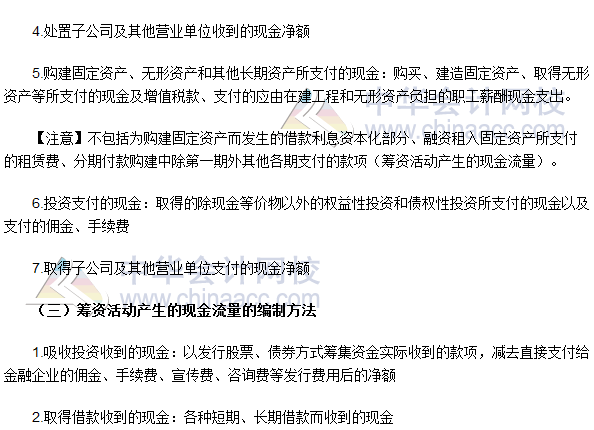 4.处置子公司及其他营业单位收到的现金净额
5.购建固定资产、无形资产和其他长期资产所支付的现金：购买、建造固定资产、取得无形
资产等所支付的现金及增值税款、支付的应由在建工程和无形资产负担的职工薪酬现金支出。
【注意】不包括为购建固定资产而发生的借款利息资本化部分、融资租入固定资产所支付
的租赁费、分期付款购建中除第一期外其他各期支付的款项（筹资活动产生的现金流量）。
6.投资支付的现金：取得的除现金等价物以外的权益性投资和债权性投资所支付的现金以及
支付的佣金、手续费
7.取得子公司及其他营业单位支付的现金净额
中华会计网校
www.chinaacc.com
（三）筹资活动产生的现金流量的编制方法
1.吸收投资收到的现金：以发行股票、债券方式筹集资金实际收到的款项，减去直接支付给
金融企业的佣金、手续费、宣传费、咨询费等发行费用后的净额
2.取得借款收到的现金：各种短期、长期借款而收到的现金